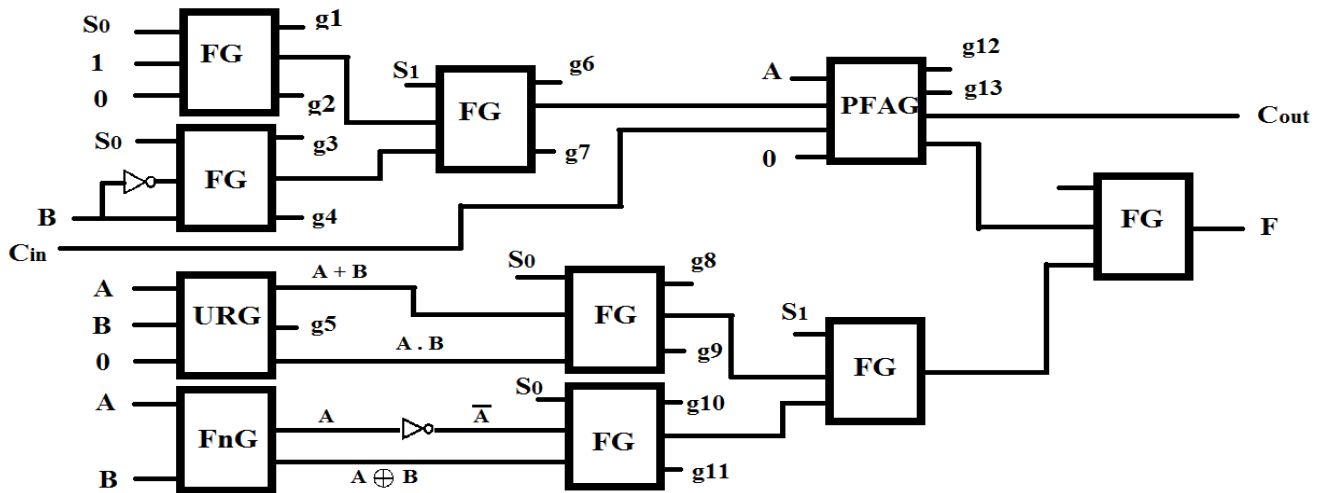 S0 g1
FG
1
0 g2
S0 g3
FG
B g4
Cin
S1 g6
FG
g7
A g12
g13
PFAG
Cout
0
FG F
A A + B
B URG g5
0 A . B
A A A
FnG
B A ⊕ B
S0 g8
FG
g9
S0 g10
FG
g11
S1
FG